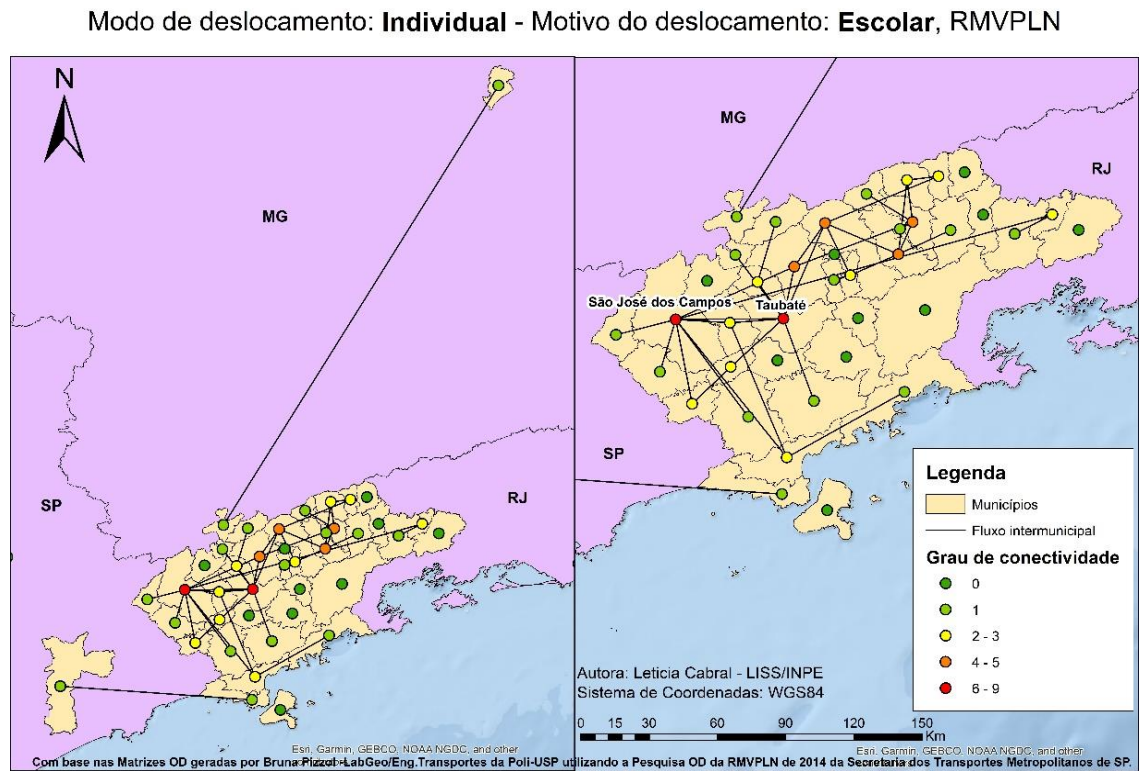 Modo de deslocamento: Individual - Motivo do deslocamento: Escolar, RMVPLN
N
MG
SP
RJ
MG
RJ
São José dos Campos
Taubaté
SP
Legenda
Municípios
Fluxo intermunicipal
Grau de conectividade
0
1
2 - 3
4 - 5
6 - 9
Autora: Leticia Cabral - LISS/INPE
Sistema de Coordenadas: WGS84
0 15 30 60 90 120 150
Km
Esri, Garmin, GEBCO, NOAA NGDC, and other
Esri, Garmin, GEBCO, NOAA NGDC, and other
Com base nas Matrizes OD geradas por Bruna Pizzol - LabGeo/Eng.Transportes da Poli-USP utilizando a Pesquisa OD da RMVPLN de 2014 da Secretaria dos Transportes Metropolitanos de SP.